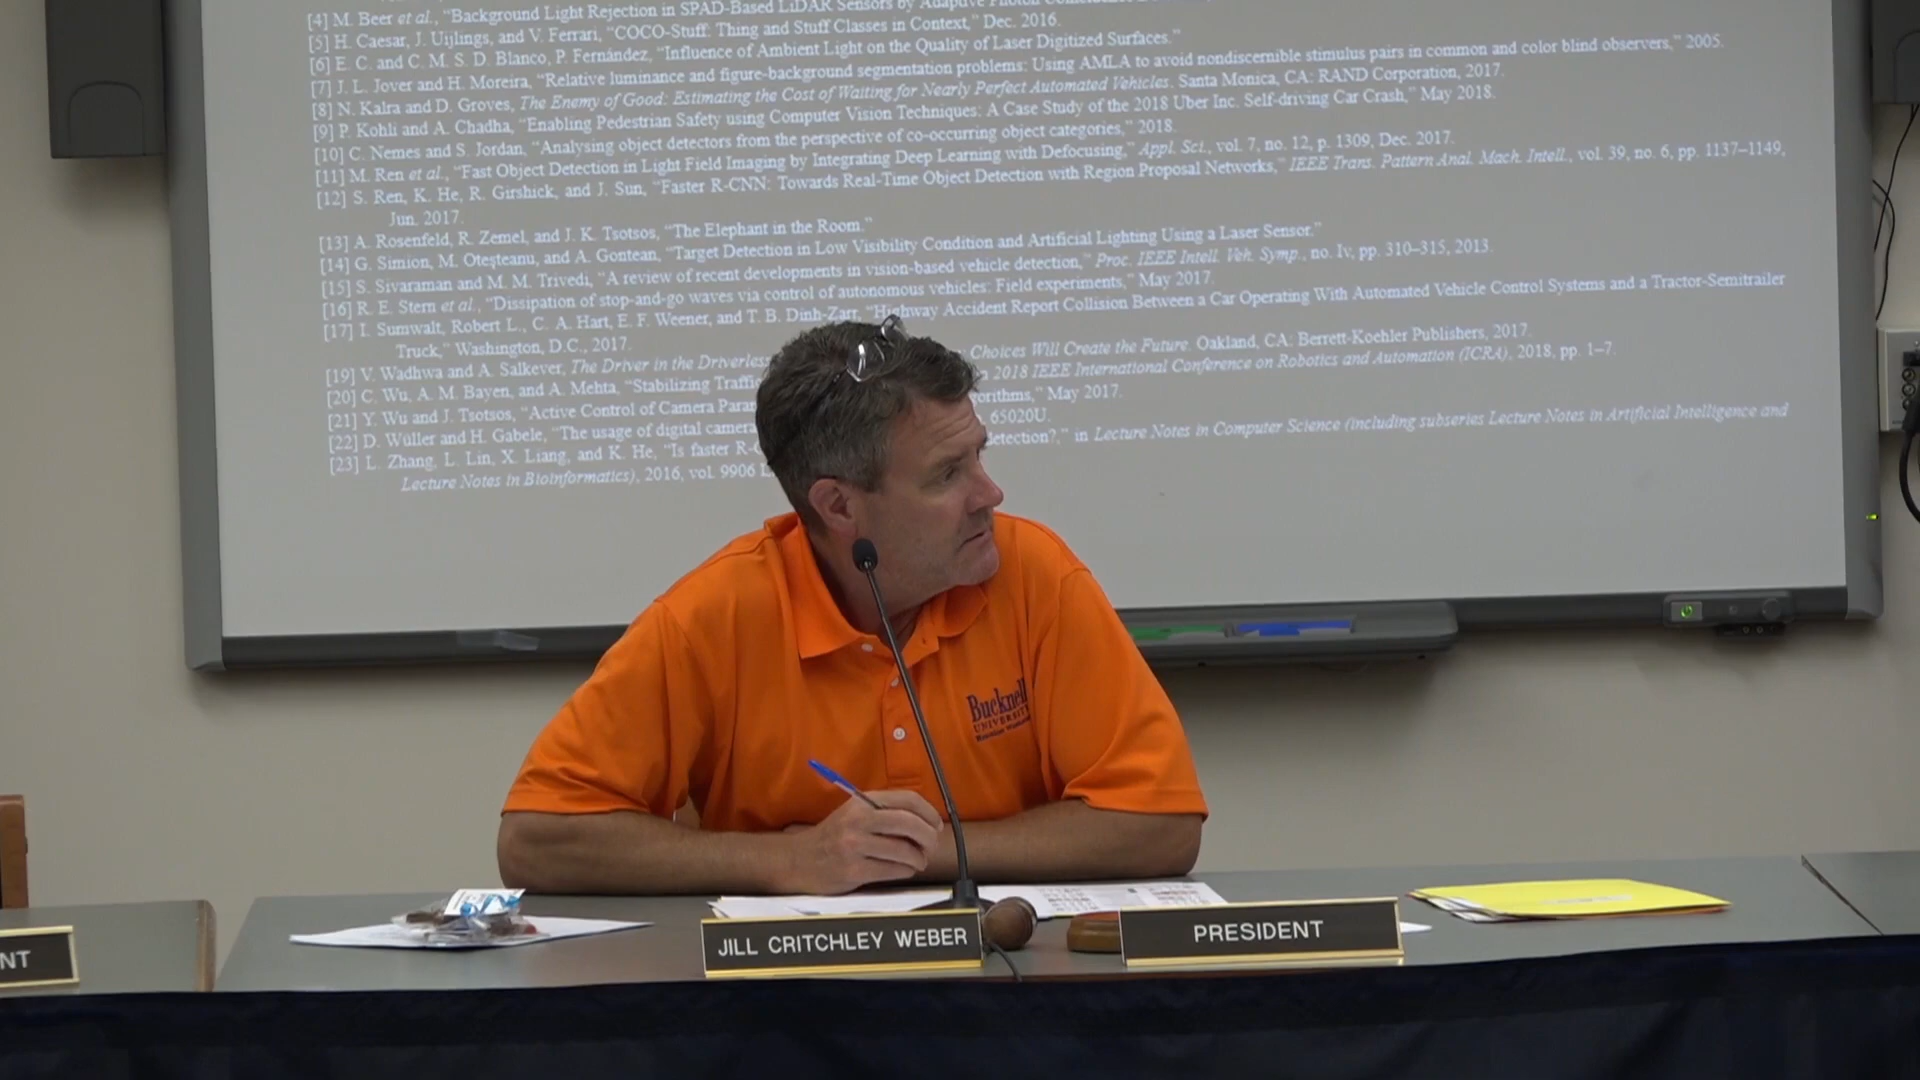 [4] M. Beer et al., “Background Light Rejection in SPAD-Based LiDAR Sensors by Adaptive Photon
[5] H. Caesar, J. Uijlings, and V. Ferrari, “COCO-Stuff: Thing and Stuff Classes in Context,” Dec. 2016.
[6] E. C. and C. M. S. D. Blanco, P. Fernández, “Influence of Ambient Light on the Quality of Laser Digitized Surfaces.”
[7] J. L. Jover and H. Moreira, “Relative luminance and figure-background segmentation problems: Using AMLA to avoid nondiscernible stimulus pairs in common and color blind observers,” 2005.
[8] N. Kalra and D. Groves, The Enemy of Good: Estimating the Cost of Waiting for Nearly Perfect Automated Vehicles. Santa Monica, CA: RAND Corporation, 2017.
[9] P. Kohli and A. Chadha, “Enabling Pedestrian Safety using Computer Vision Techniques: A Case Study of the 2018 Uber Inc. Self-driving Car Crash,” May 2018.
[10] C. Nemes and S. Jordan, “Analysing object detectors from the perspective of co-occurring object categories,” 2018.
[11] M. Ren et al., “Fast Object Detection in Light Field Imaging by Integrating Deep Learning with Defocusing,” Appl. Sci., vol. 7, no. 12, p. 1309, Dec. 2017.
[12] S. Ren, K. He, R. Girshick, and J. Sun, “Faster R-CNN: Towards Real-Time Object Detection with Region Proposal Networks,” IEEE Trans. Pattern Anal. Mach. Intell., vol. 39, no. 6, pp. 1137–1149,
Jun. 2017.
[13] A. Rosenfeld, R. Zemel, and J. K. Tsotsos, “The Elephant in the Room.”
[14] G. Simion, M. Oteşteanu, and A. Gontean, “Target Detection in Low Visibility Condition and Artificial Lighting Using a Laser Sensor.”
[15] S. Sivaraman and M. M. Trivedi, “A review of recent developments in vision-based vehicle detection,” Proc. IEEE Intell. Veh. Symp., no. Iv, pp. 310–315, 2013.
[16] R. E. Stern et al., “Dissipation of stop-and-go waves via control of autonomous vehicles: Field experiments,” May 2017.
[17] I. Sumwalt, Robert L., C. A. Hart, E. F. Weener, and T. B. Dinh-Zarr, “Highway Accident Report Collision Between a Car Operating With Automated Vehicle Control Systems and a Tractor-Semitrailer
Truck,” Washington, D.C., 2017.
[19] V. Wadhwa and A. Salkever, The Driver in the Driverless Choices Will Create the Future. Oakland, CA: Berrett-Koehler Publishers, 2017.
[20] C. Wu, A. M. Bayen, and A. Mehta, “Stabilizing Traffic 2018 IEEE International Conference on Robotics and Automation (ICRA), 2018, pp. 1–7.
[21] Y. Wu and J. Tsotsos, “Active Control of Camera Param orithms,” May 2017.
[22] D. Wüller and H. Gabele, “The usage of digital camera 65020U.
[23] L. Zhang, L. Lin, X. Liang, and K. He, “Is faster R- detection?,” in Lecture Notes in Computer Science (including subseries Lecture Notes in Artificial Intelligence and
Lecture Notes in Bioinformatics), 2016, vol. 9906
Bucknell
UNIVERSITY
NT
JILL CRITCHLEY WEBER
PRESIDENT